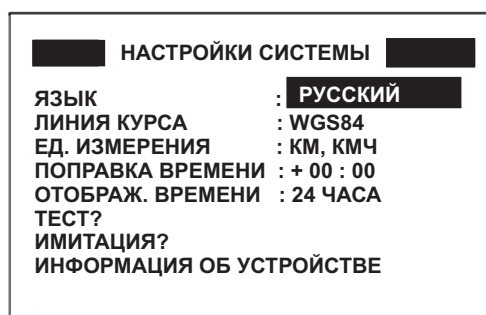 НАСТРОЙКИ СИСТЕМЫ
ЯЗЫК : РУССКИЙ
ЛИНИЯ КУРСА : WGS84
ЕД. ИЗМЕРЕНИЯ : КМ, КМЧ
ПОПРАВКА ВРЕМЕНИ : + 00 : 00
ОТОБРАЖ. ВРЕМЕНИ : 24 ЧАСА
ТЕСТ?
ИМИТАЦИЯ?
ИНФОРМАЦИЯ ОБ УСТРОЙСТВЕ